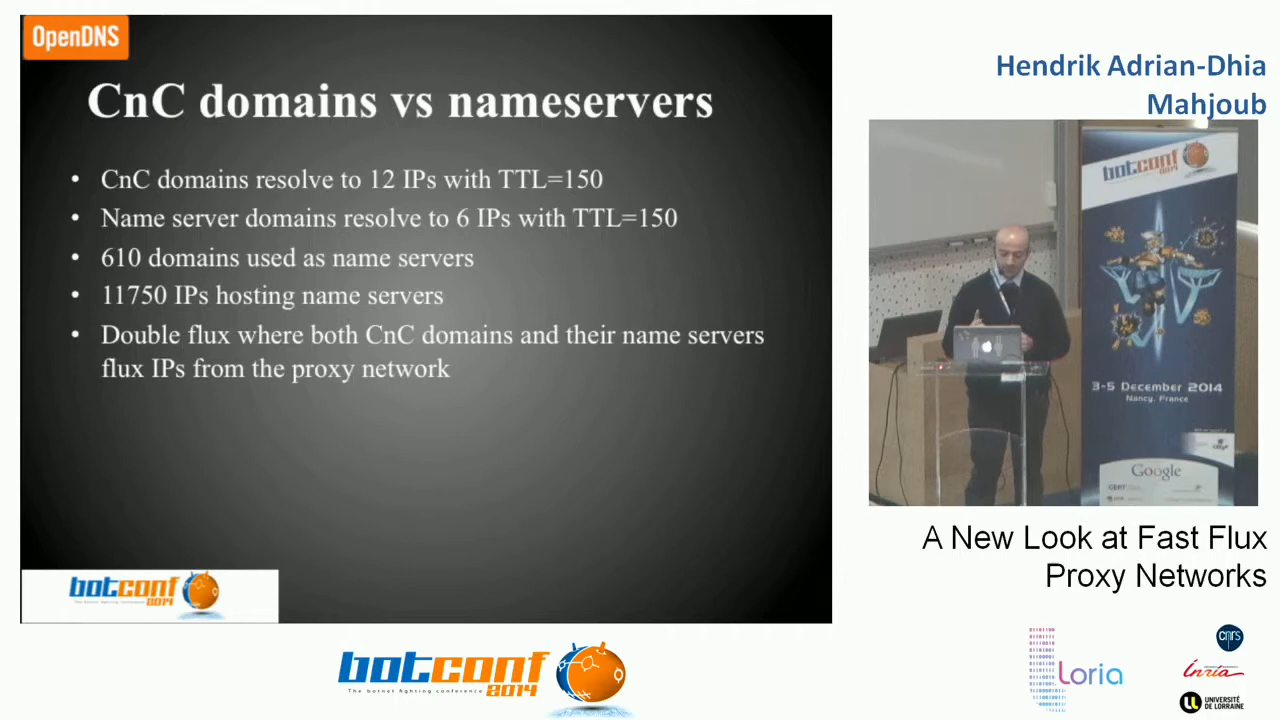 OpenDNS
CnC domains vs nameservers
• CnC domains resolve to 12 IPs with TTL=150
• Name server domains resolve to 6 IPs with TTL=150
• 610 domains used as name servers
• 11750 IPs hosting name servers
• Double flux where both CnC domains and their name servers
flux IPs from the proxy network
botconf
2014
Hendrik Adrian-Dhia
Mahjoub
botconf
2014
3-5 December 2014
Nancy, France
Google
A New Look at Fast Flux
Proxy Networks
botconf
The botnet fighting conference 2014
Loria
cnrs
Inria
UNIVERSITÉ
DE LORRAINE